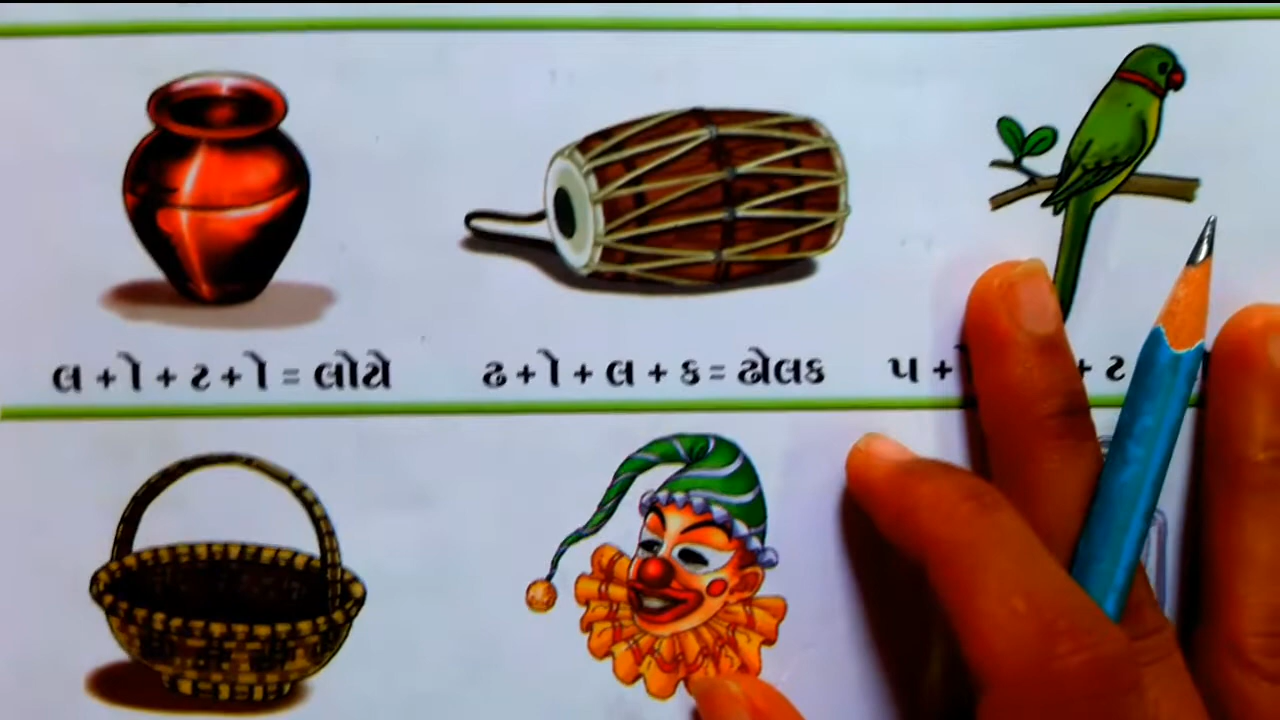 લ + ો + ટ + ો = લોટો ઢ + ો + લ + ક = ઢોલક પ + + ટ